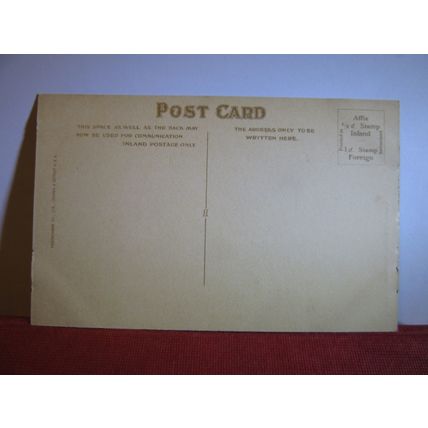 POST CARD
THIS SPACE AS WELL AS THE BACK MAY
NOW BE USED FOR COMMUNICATION
INLAND POSTAGE ONLY
THE ADDRESS ONLY TO BE
WRITTEN HERE.
Affix
½d. Stamp
Inland
1d. Stamp
Foreign